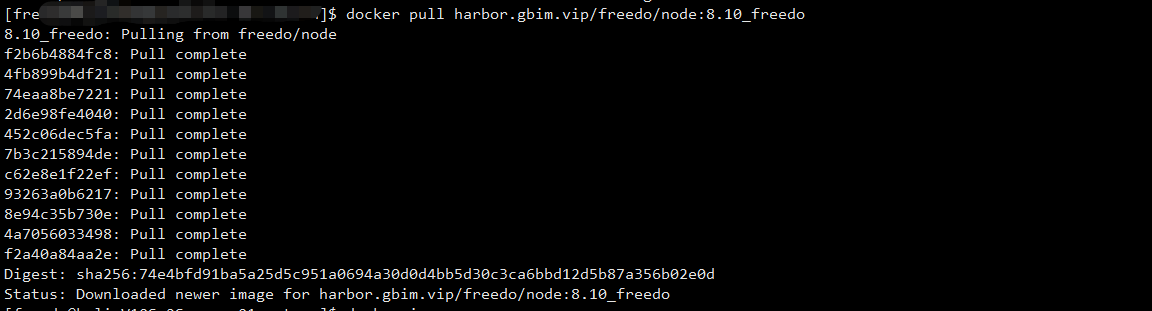 [fre]$ docker pull harbor.gbim.vip/freedo/node:8.10_freedo
8.10_freedo: Pulling from freedo/node
f2b6b4884fc8: Pull complete
4fb899b4df21: Pull complete
74eaa8be7221: Pull complete
2d6e98fe4040: Pull complete
452c06dec5fa: Pull complete
7b3c215894de: Pull complete
c62e8e1f22ef: Pull complete
93263a0b6217: Pull complete
8e94c35b730e: Pull complete
4a7056033498: Pull complete
f2a40a84aa2e: Pull complete
Digest: sha256:74e4bfd91ba5a25d5c951a0694a30d0d4bb5d30c3ca6bbd12d5b87a356b02e0d
Status: Downloaded newer image for harbor.gbim.vip/freedo/node:8.10_freedo